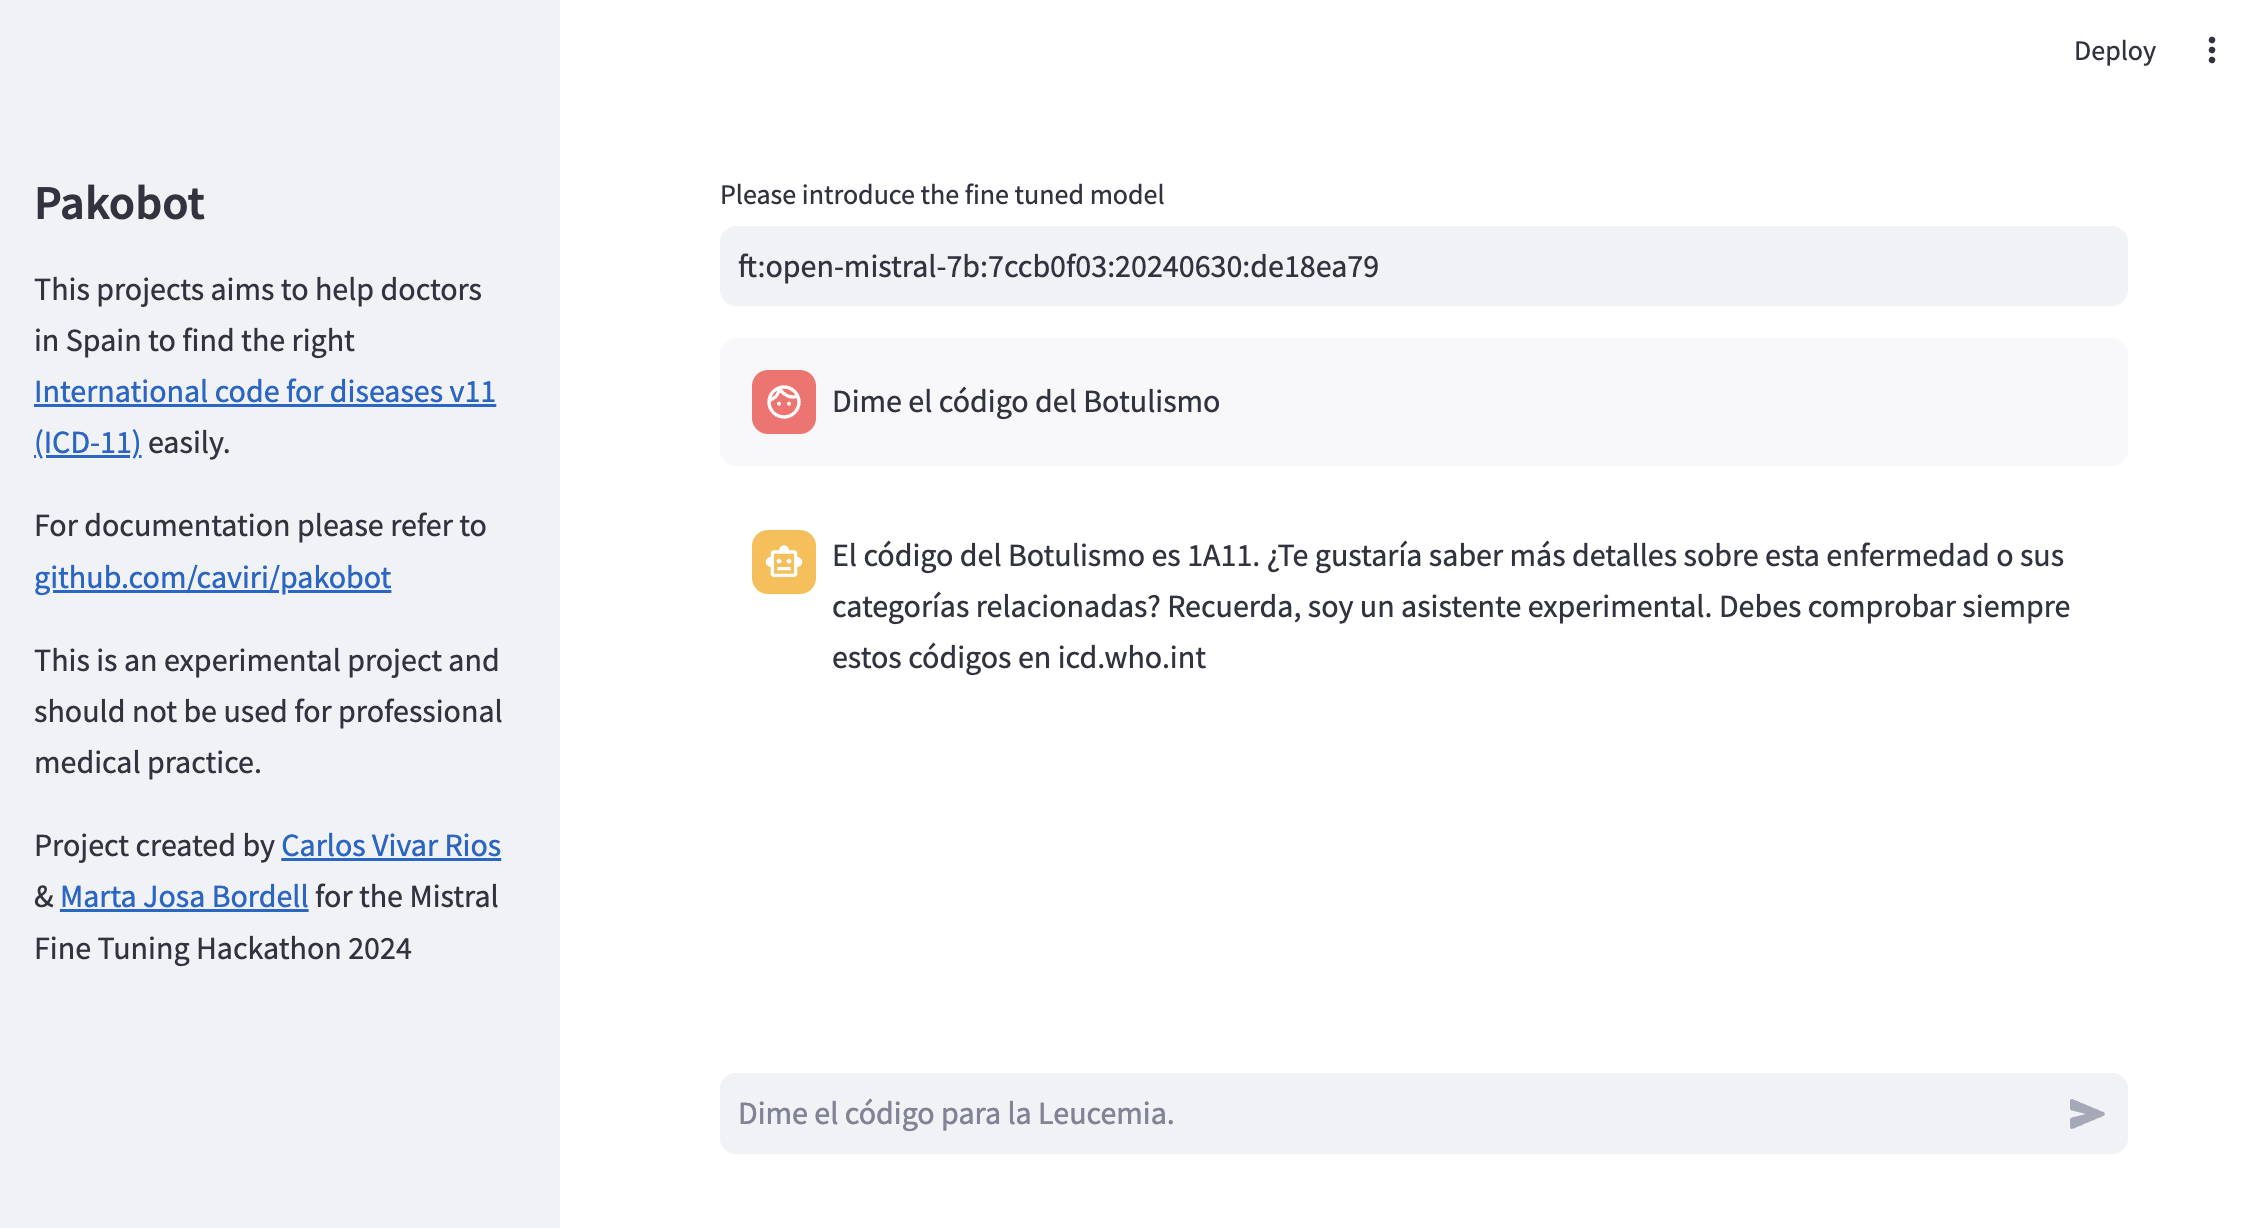 Deploy
Pakobot
This projects aims to help doctors
in Spain to find the right
International code for diseases v11
(ICD-11) easily.
For documentation please refer to
github.com/caviri/pakobot
This is an experimental project and
should not be used for professional
medical practice.
Project created by Carlos Vivar Rios
& Marta Josa Bordell for the Mistral
Fine Tuning Hackathon 2024
Please introduce the fine tuned model
ft:open-mistral-7b:7ccb0f03:20240630:de18ea79
Dime el código del Botulismo
El código del Botulismo es 1A11. ¿Te gustaría saber más detalles sobre esta enfermedad o sus
categorías relacionadas? Recuerda, soy un asistente experimental. Debes comprobar siempre
estos códigos en icd.who.int
Dime el código para la Leucemia.